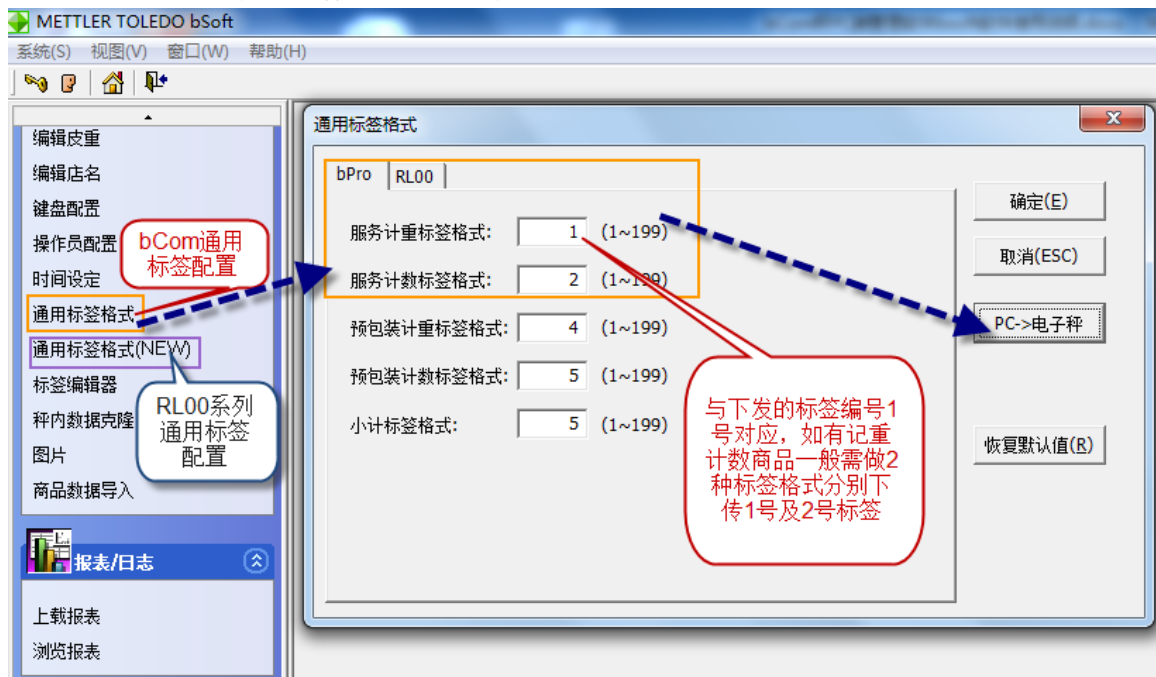 METTLER TOLEDO bSoft
系统(S) 视图(V) 窗口(W) 帮助(H)
编辑皮重
编辑店名
键盘配置
操作员配置
时间设定
通用标签格式
通用标签格式(NEW)
标签编辑器
秤内数据克隆
图片
商品数据导入
报表/日志
上载报表
浏览报表
bCom通用
标签配置
RL00系列
通用标签
配置
通用标签格式
bPro RL00
服务计重标签格式: 1 (1~199)
服务计数标签格式: 2 (1~199)
预包装计重标签格式: 4 (1~199)
预包装计数标签格式: 5 (1~199)
小计标签格式: 5 (1~199)
与下发的标签编号1
号对应，如有记重
计数商品一般需做2
种标签格式分别下
传1号及2号标签
确定(E)
取消(ESC)
PC->电子秤
恢复默认值(R)